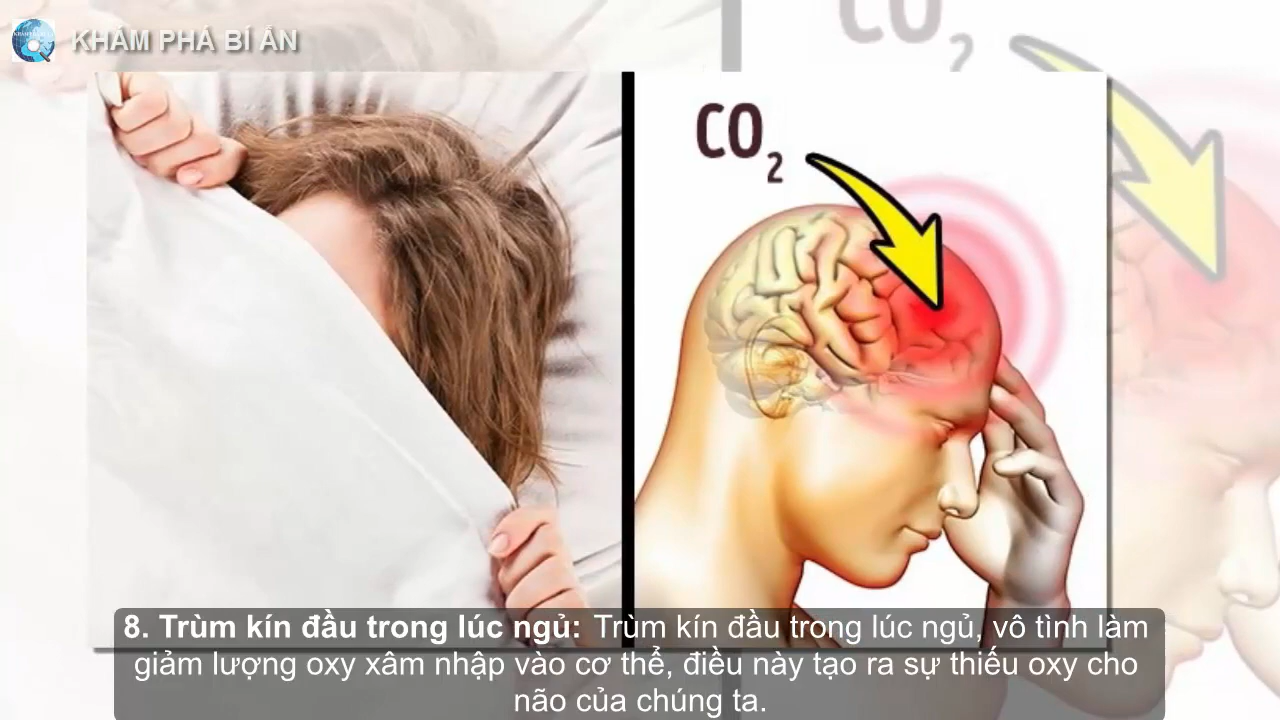 KHÁM PHÁ BÍ ẨN
CO2
CO2
8. Trùm kín đầu trong lúc ngủ: Trùm kín đầu trong lúc ngủ, vô tình làm
giảm lượng oxy xâm nhập vào cơ thể, điều này tạo ra sự thiếu oxy cho
não của chúng ta.